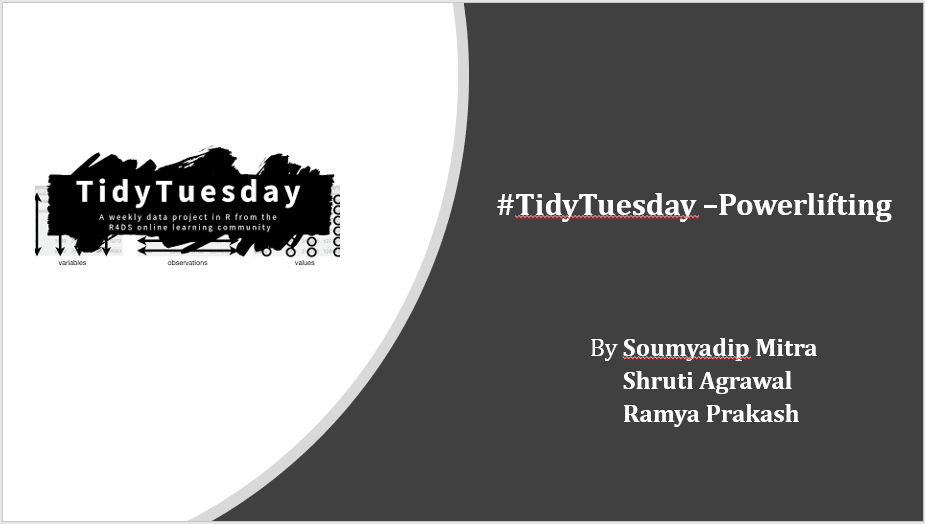 TidyTuesday
A weekly data project in R from the
R4DS online learning community
variables
observations
values
#TidyTuesday –Powerlifting
By Soumyadip Mitra
Shruti Agrawal
Ramya Prakash